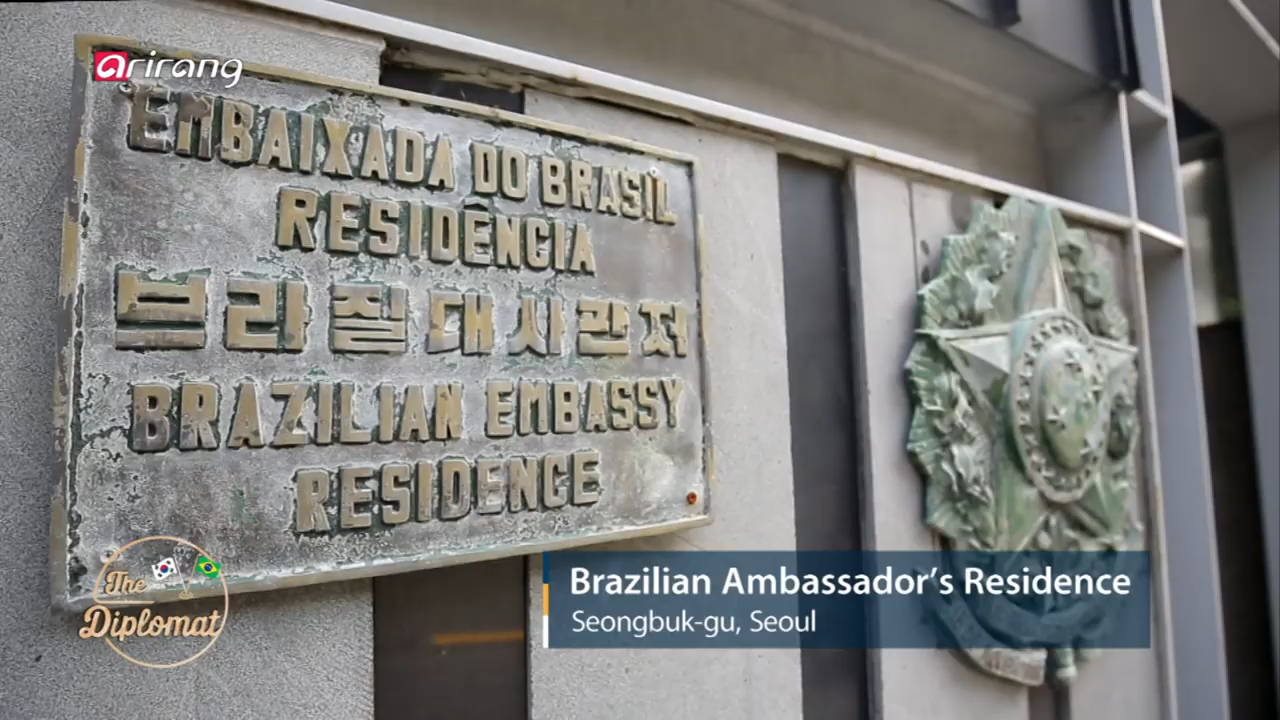 arirang
EMBAIXADA DO BRASIL
RESIDÊNCIA
브라질대사관저
BRAZILIAN EMBASSY
RESIDENCE
The
Diplomat
Brazilian Ambassador's Residence
Seongbuk-gu, Seoul